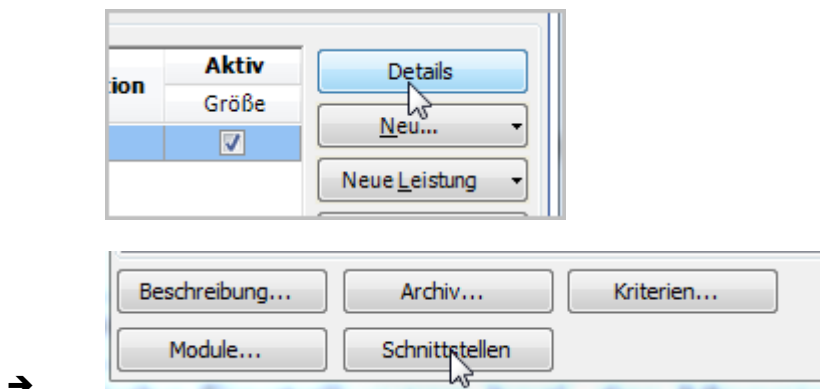 Aktiv
Details
ion
Größe
Neu...
Neue Leistung
Beschreibung... Archiv... Kriterien...
Module... Schnittstellen
➔